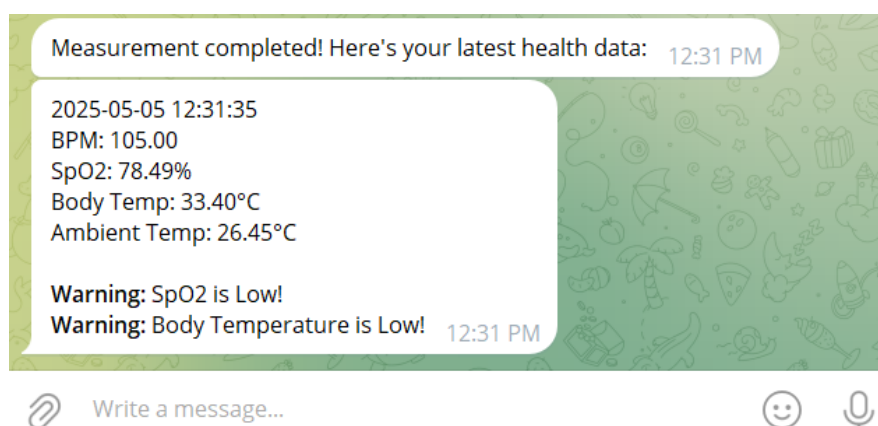 Measurement completed! Here's your latest health data: 12:31 PM
2025-05-05 12:31:35
BPM: 105.00
SpO2: 78.49%
Body Temp: 33.40°C
Ambient Temp: 26.45°C
Warning: SpO2 is Low!
Warning: Body Temperature is Low! 12:31 PM
Write a message...